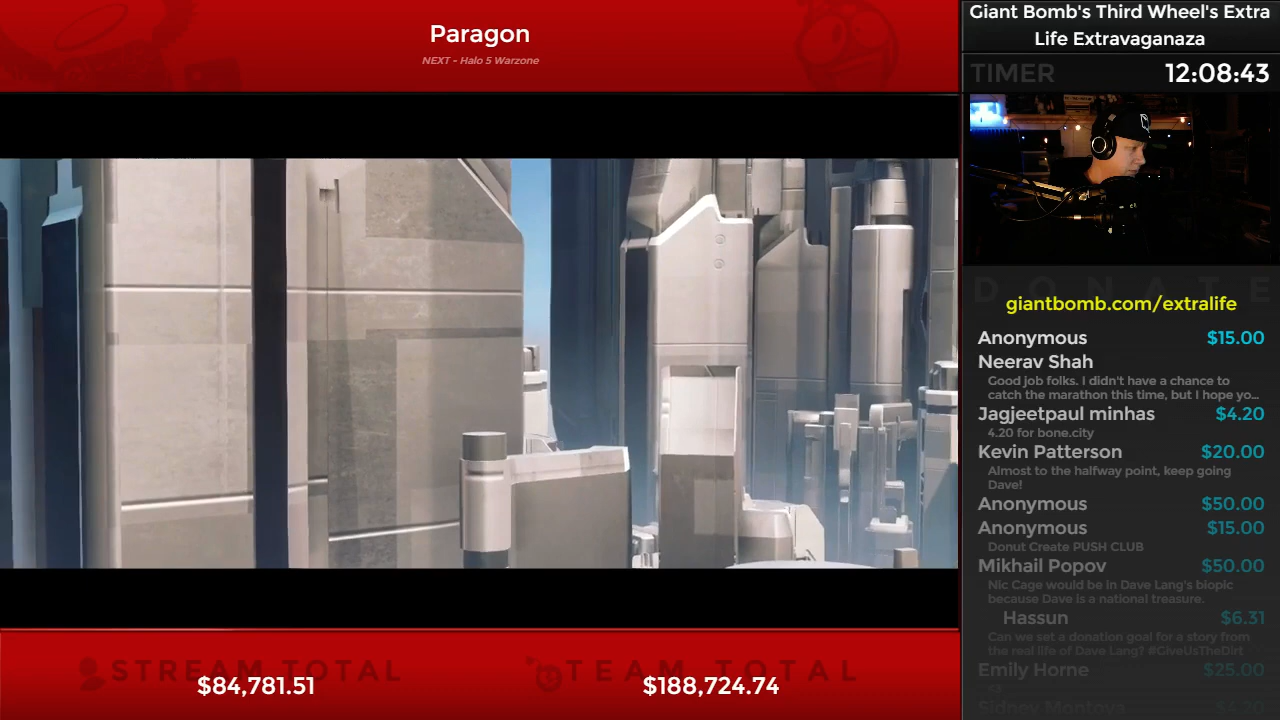 Paragon
NEXT - Halo 5 Warzone
Giant Bomb's Third Wheel's Extra
Life Extravaganaza
TIMER
12:08:43
DONATE
giantbomb.com/extralife
Anonymous $15.00
Neerav Shah
Good job folks. I didn't have a chance to
catch the marathon this time, but I hope yo...
Jagjeetpaul minhas $4.20
4.20 for bone.city
Kevin Patterson $20.00
Almost to the halfway point, keep going
Dave!
Anonymous $50.00
Anonymous $15.00
Donut Create PUSH CLUB
Mikhail Popov $50.00
Nic Cage would be in Dave Lang's biopic
because Dave is a national treasure.
Hassun $6.31
Can we set a donation goal for a story from
the real life of Dave Lang? #GiveUsTheDirt
Emily Horne $25.00
<3
Sidney Montoya $4.20
STREAM TOTAL
$84,781.51
TEAM TOTAL
$188,724.74